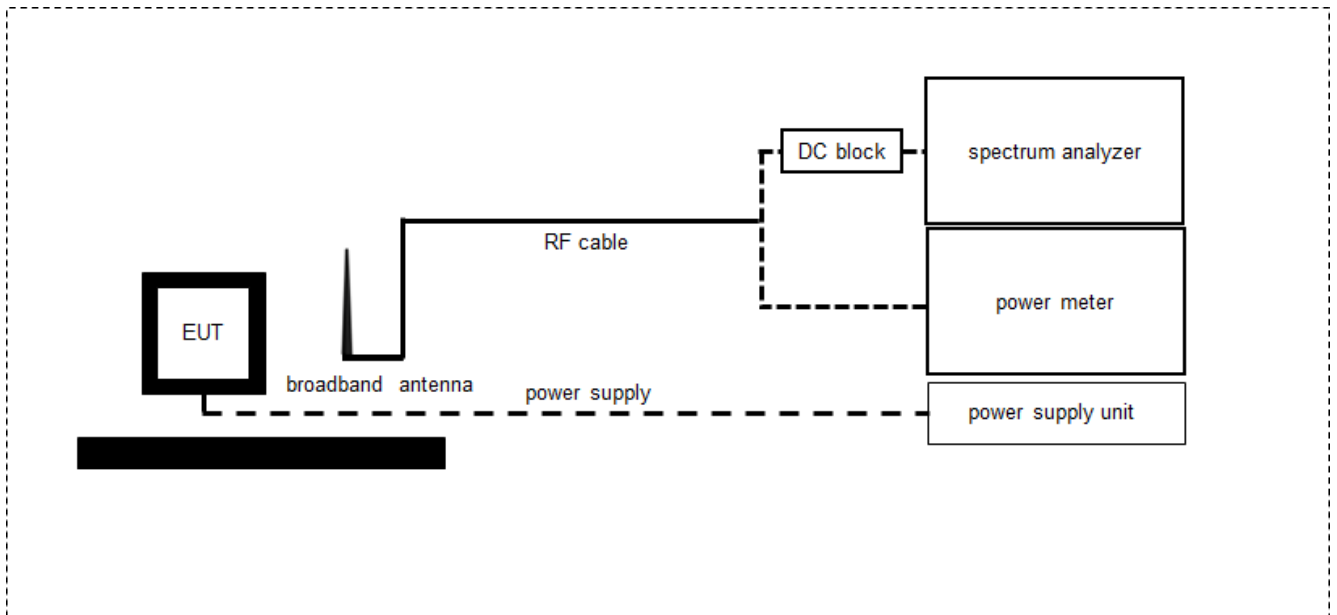 DC block
spectrum analyzer
RF cable
power meter
EUT
broadband antenna
power supply
power supply unit